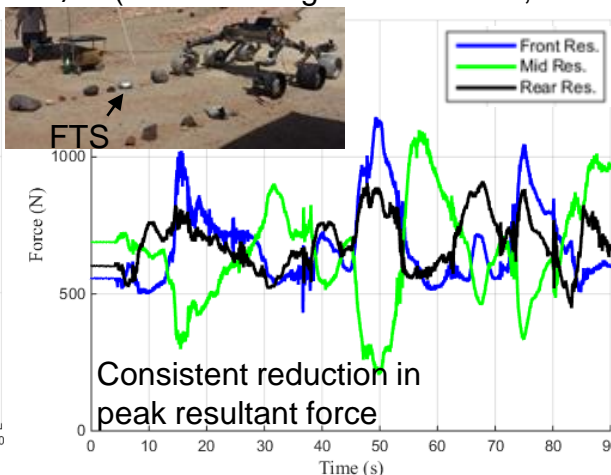 FTS
Front Res.
Mid Res.
Rear Res.
1000
500
0
Force (N)
Consistent reduction in
peak resultant force
0 10 20 30 40 50 60 70 80
Time (s)